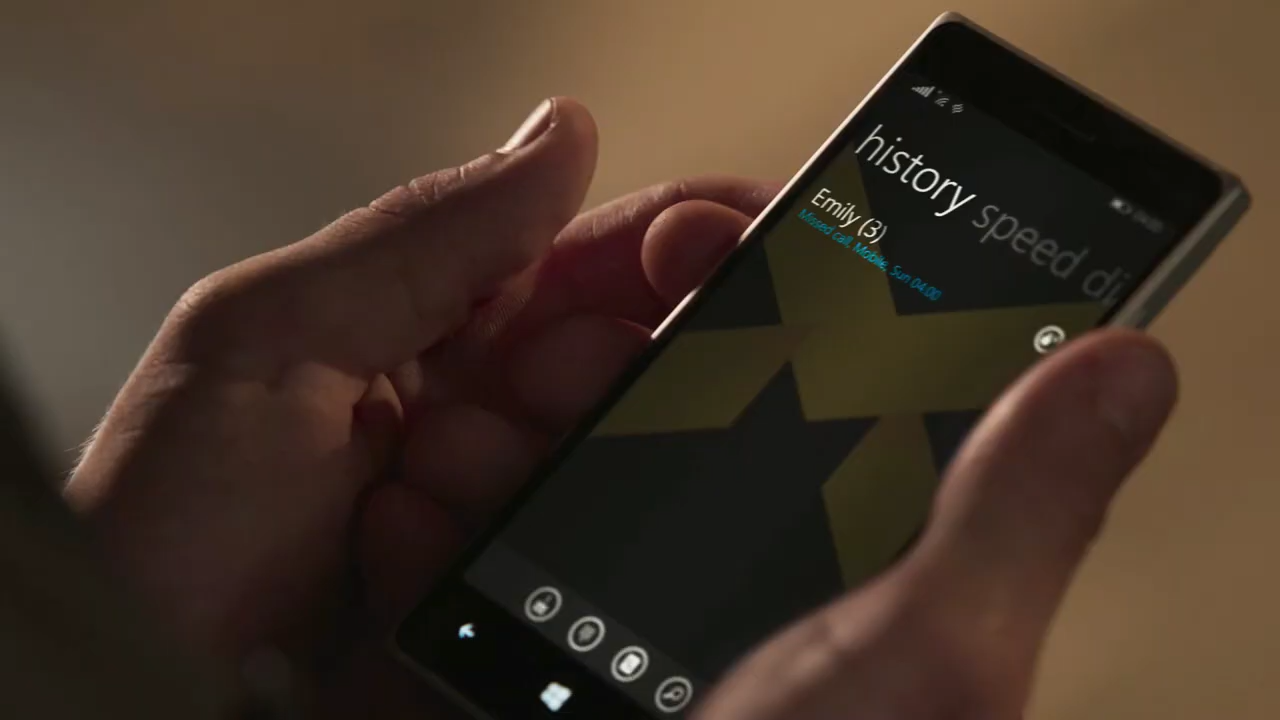 history speed di
Emily (3)
Missed call, Mobile, Sun 04:00